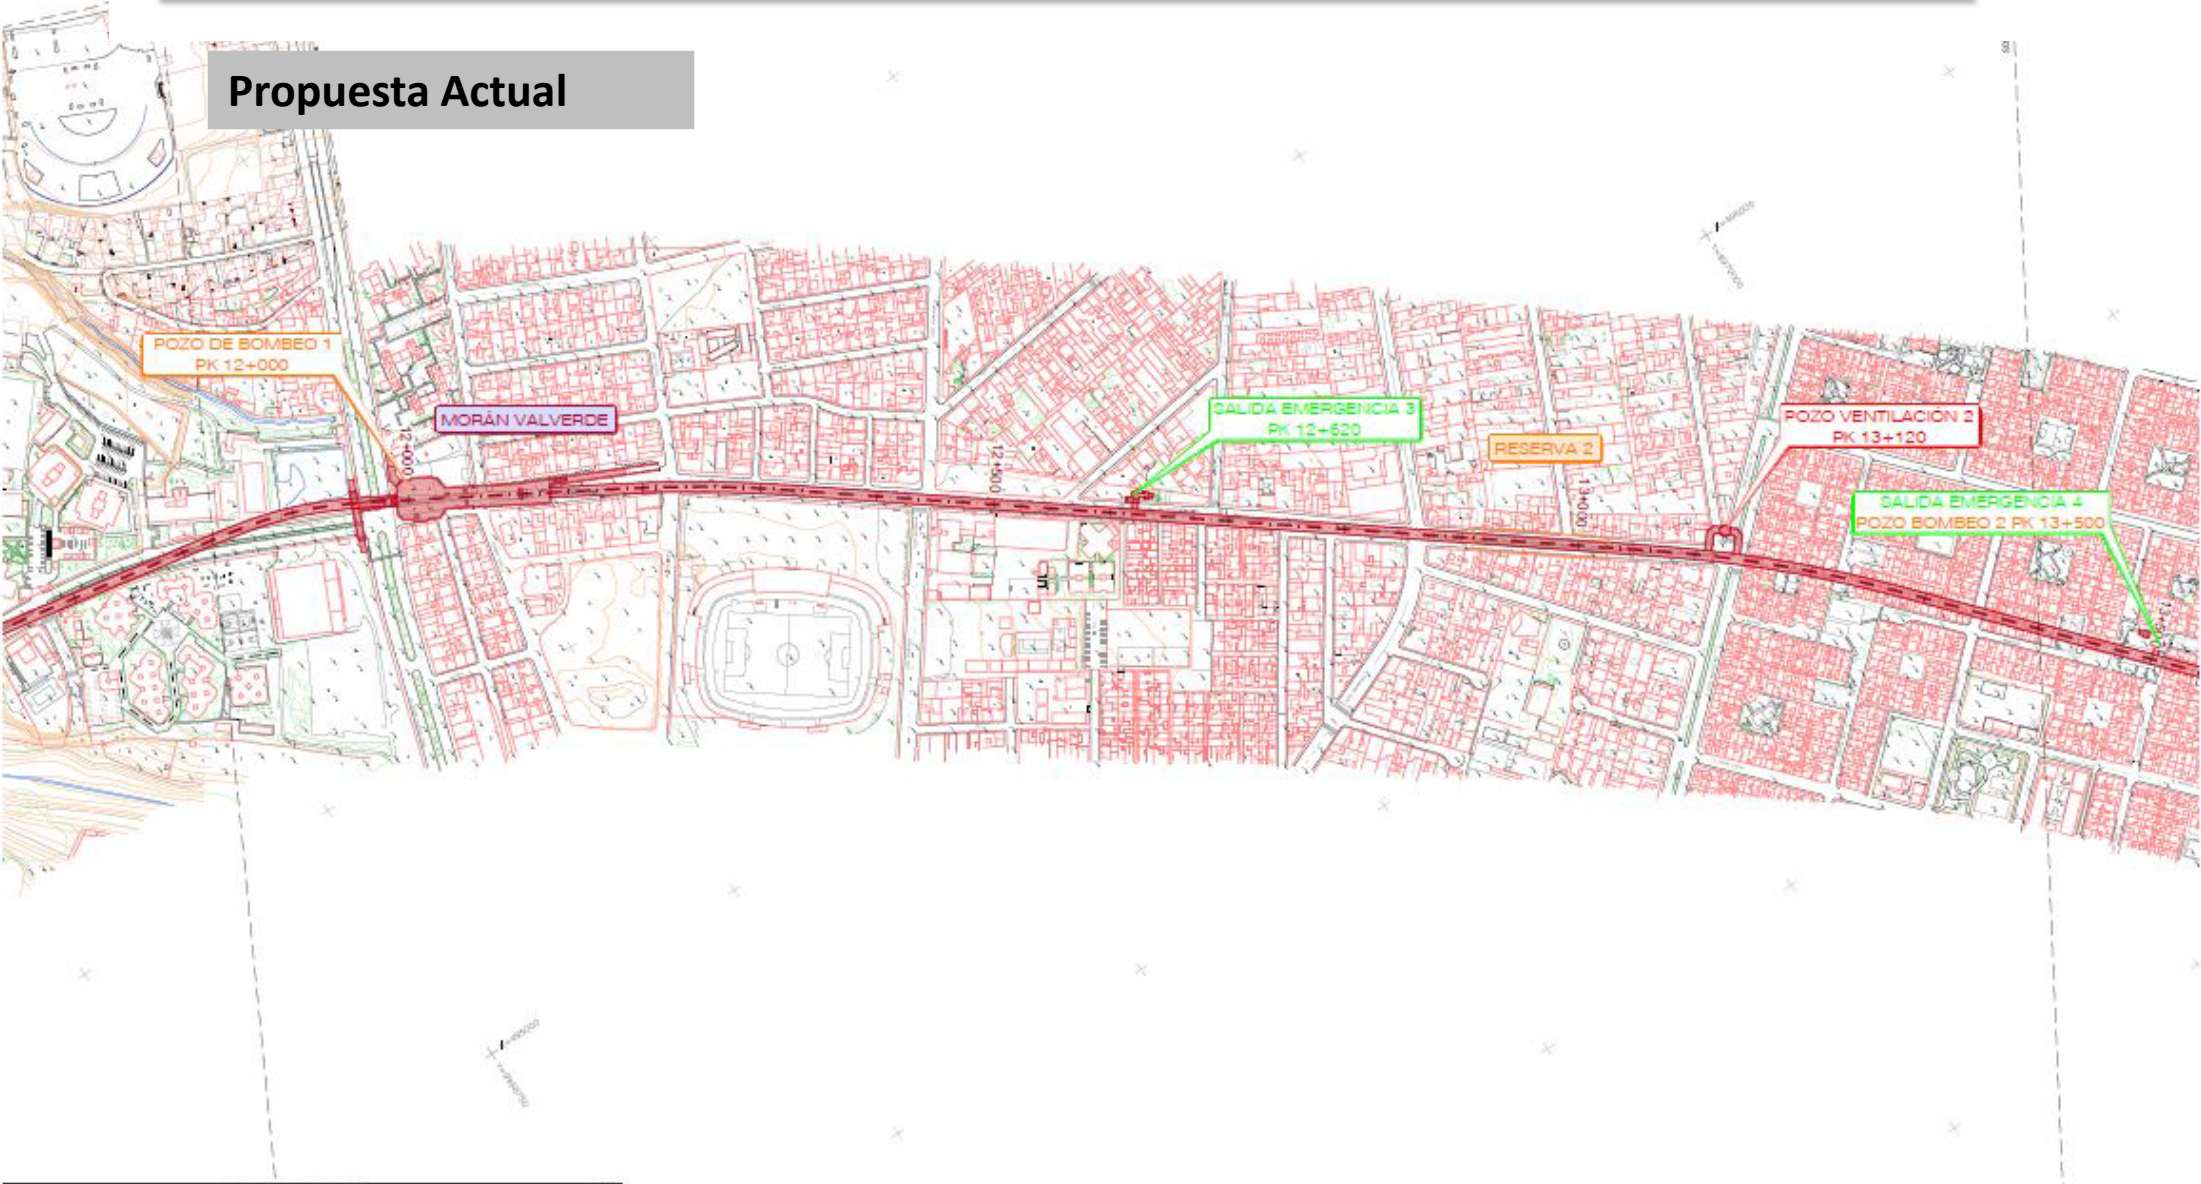 Propuesta Actual
POZO DE BOMBEO 1
PK 12+000
MORÁN VALVERDE
12+000
12+500
SALIDA EMERGENCIA 3
PK 12+620
RESERVA 2
13+000
POZO VENTILACIÓN 2
PK 13+120
SALIDA EMERGENCIA 4
POZO BOMBEO 2 PK 13+500